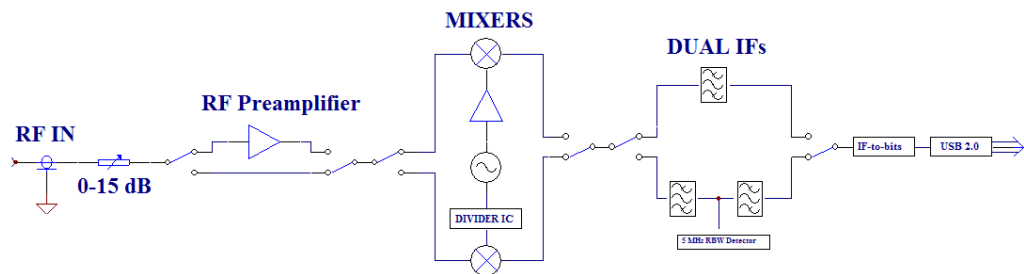 MIXERS
DUAL IFs
RF Preamplifier
RF IN
0-15 dB
DIVIDER IC
IF-to-bits
USB 2.0
5 MHz RBW Detector